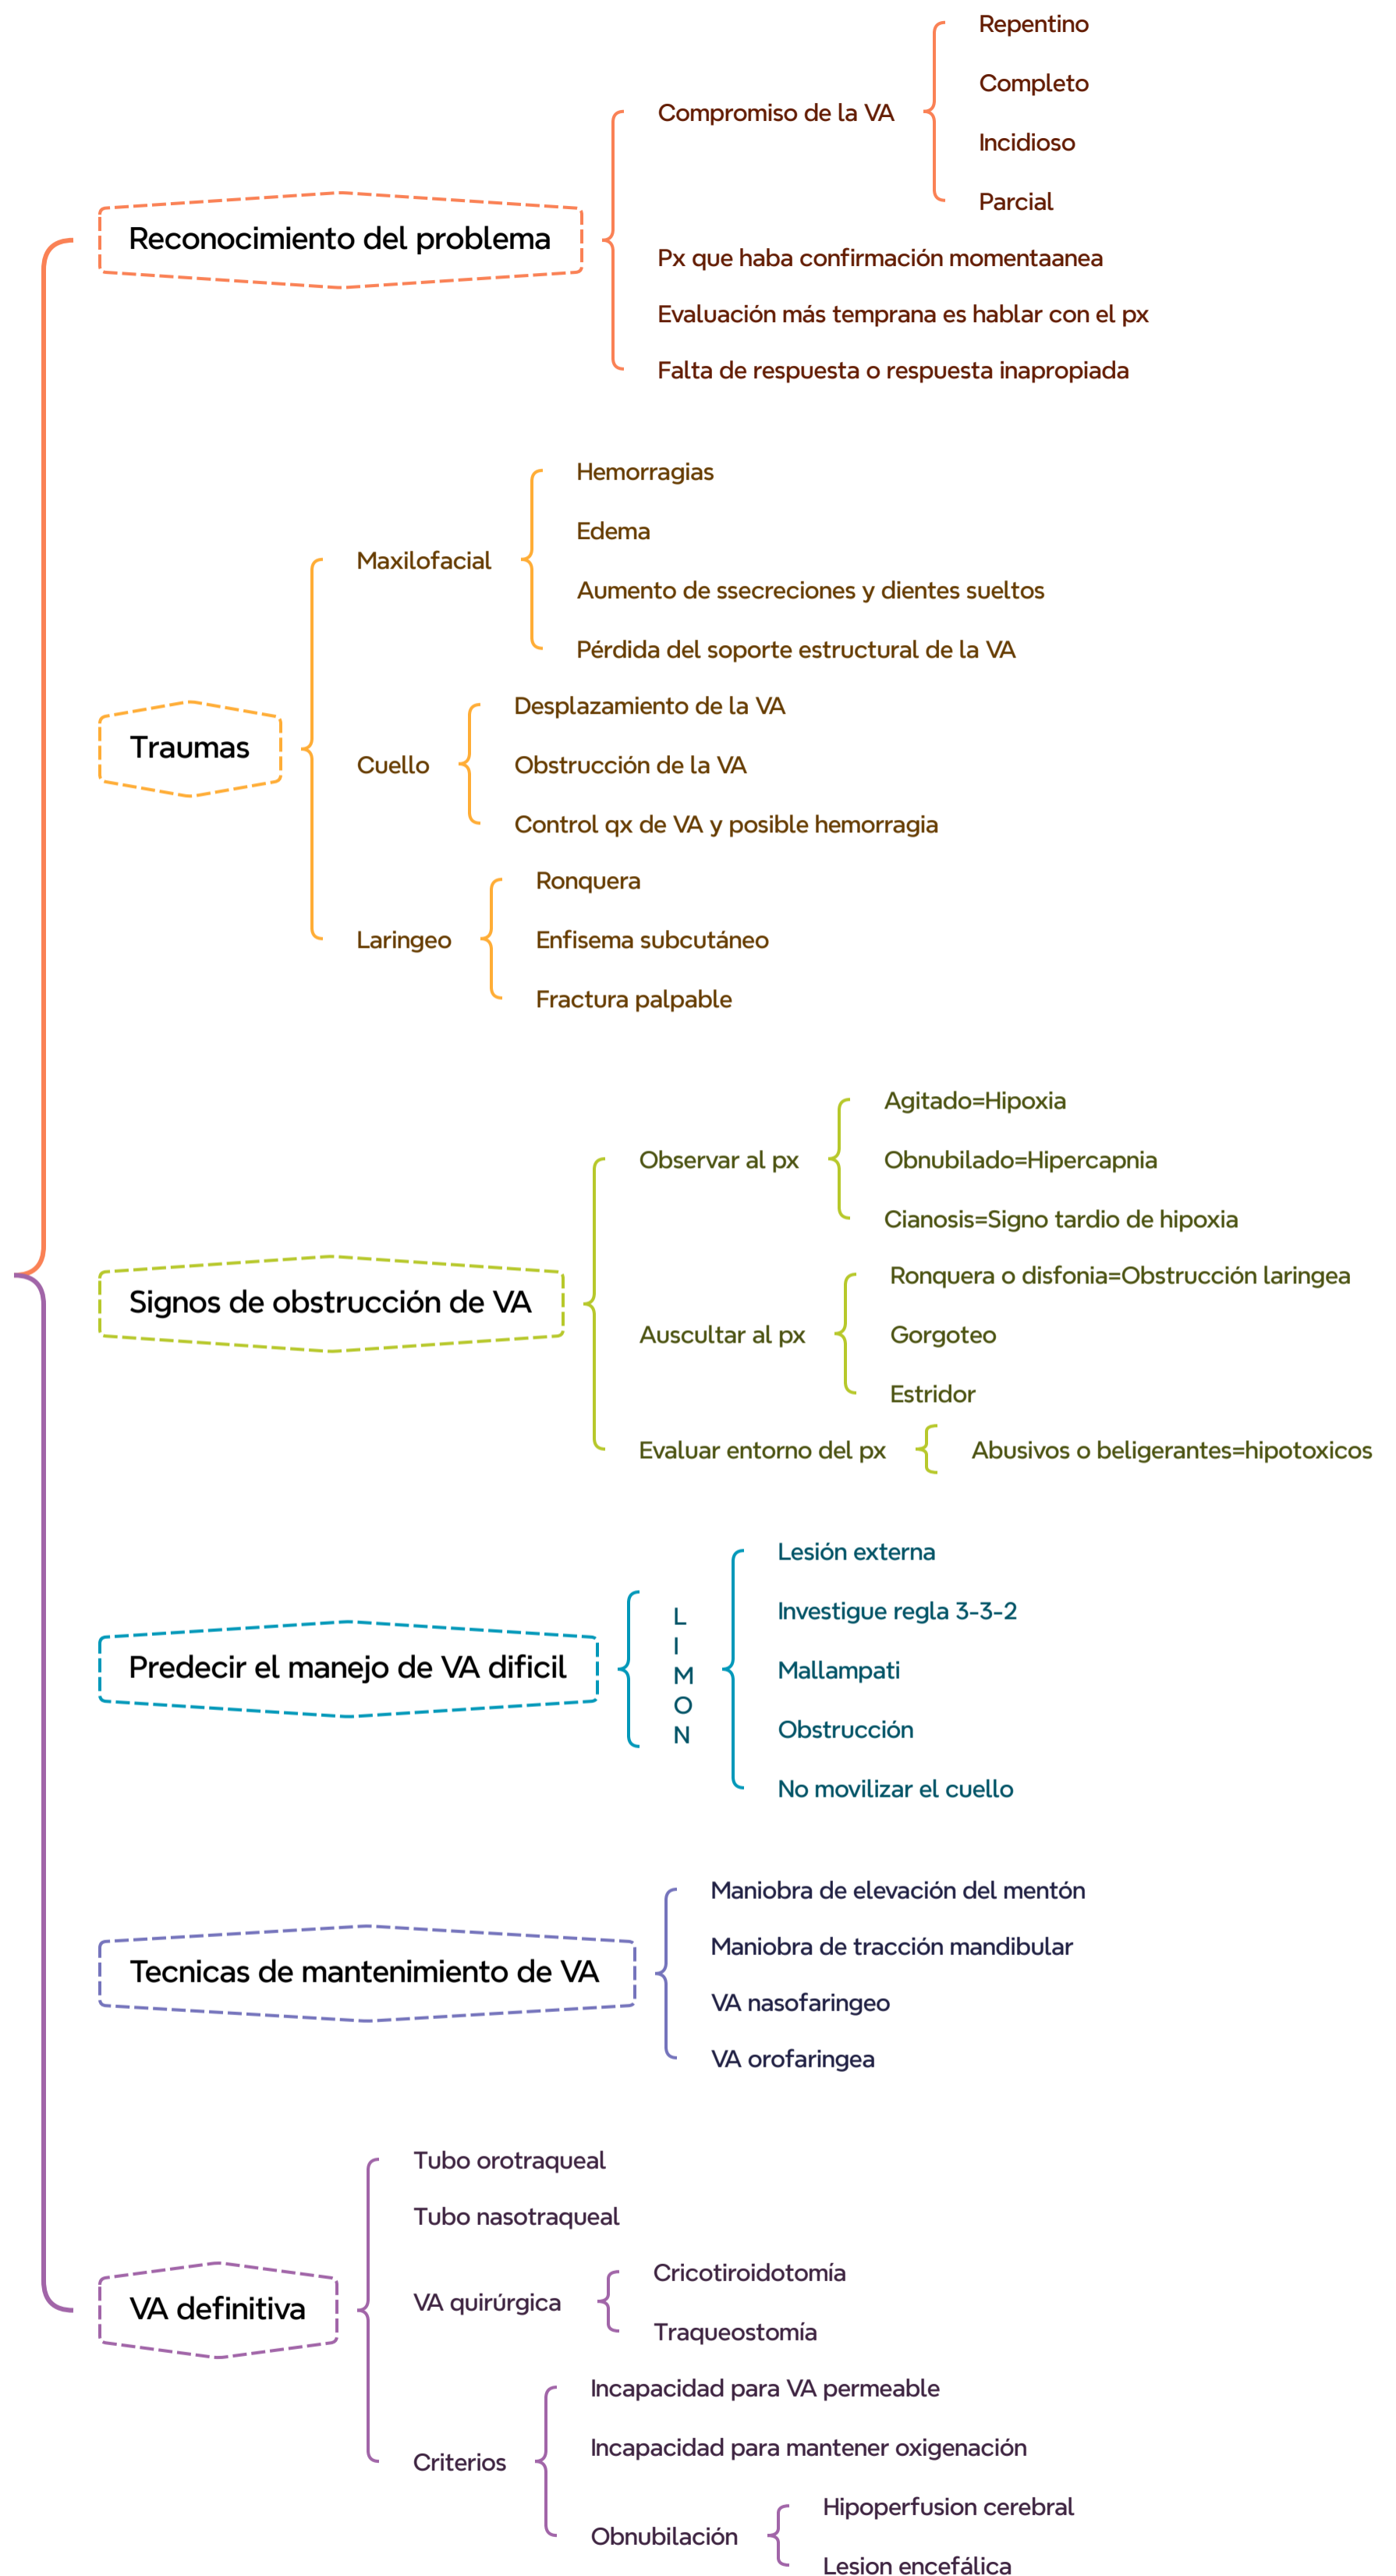 Reconocimiento del problema
Compromiso de la VA
Repentino
Completo
Incidioso
Parcial
Px que haba confirmación momentaanea
Evaluación más temprana es hablar con el px
Falta de respuesta o respuesta inapropiada
Traumas
Maxilofacial
Hemorragias
Edema
Aumento de ssecreciones y dientes sueltos
Pérdida del soporte estructural de la VA
Cuello
Desplazamiento de la VA
Obstrucción de la VA
Control qx de VA y posible hemorragia
Laringeo
Ronquera
Enfisema subcutáneo
Fractura palpable
Signos de obstrucción de VA
Observar al px
Agitado=Hipoxia
Obnubilado=Hipercapnia
Cianosis=Signo tardio de hipoxia
Auscultar al px
Ronquera o disfonia=Obstrucción laringea
Gorgoteo
Estridor
Evaluar entorno del px
Abusivos o beligerantes=hipotoxicos
Predecir el manejo de VA dificil
L
I
M
O
N
Lesión externa
Investigue regla 3-3-2
Mallampati
Obstrucción
No movilizar el cuello
Tecnicas de mantenimiento de VA
Maniobra de elevación del mentón
Maniobra de tracción mandibular
VA nasofaringeo
VA orofaringea
VA definitiva
Tubo orotraqueal
Tubo nasotraqueal
VA quirúrgica
Cricotiroidotomía
Traqueostomía
Criterios
Incapacidad para VA permeable
Incapacidad para mantener oxigenación
Obnubilación
Hipoperfusion cerebral
Lesion encefálica